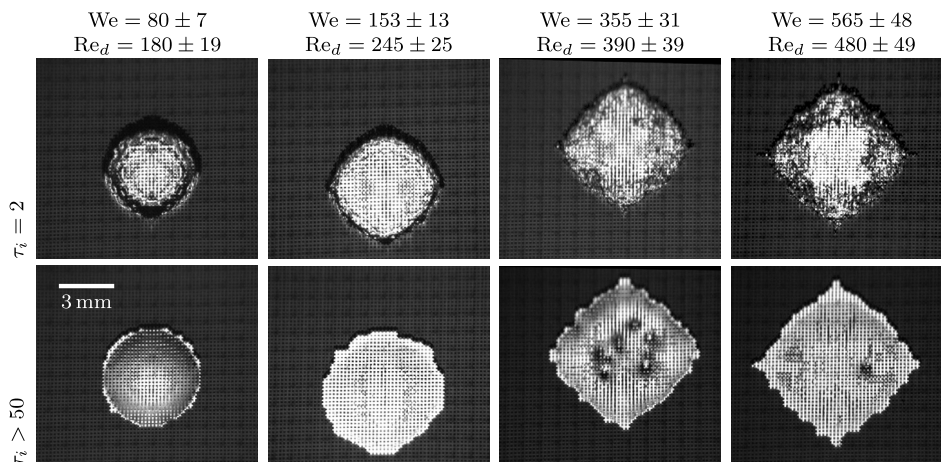 We = 80 ± 7
Re_d = 180 ± 19
We = 153 ± 13
Re_d = 245 ± 25
We = 355 ± 31
Re_d = 390 ± 39
We = 565 ± 48
Re_d = 480 ± 49
τ_i = 2
3 mm
τ_i > 50